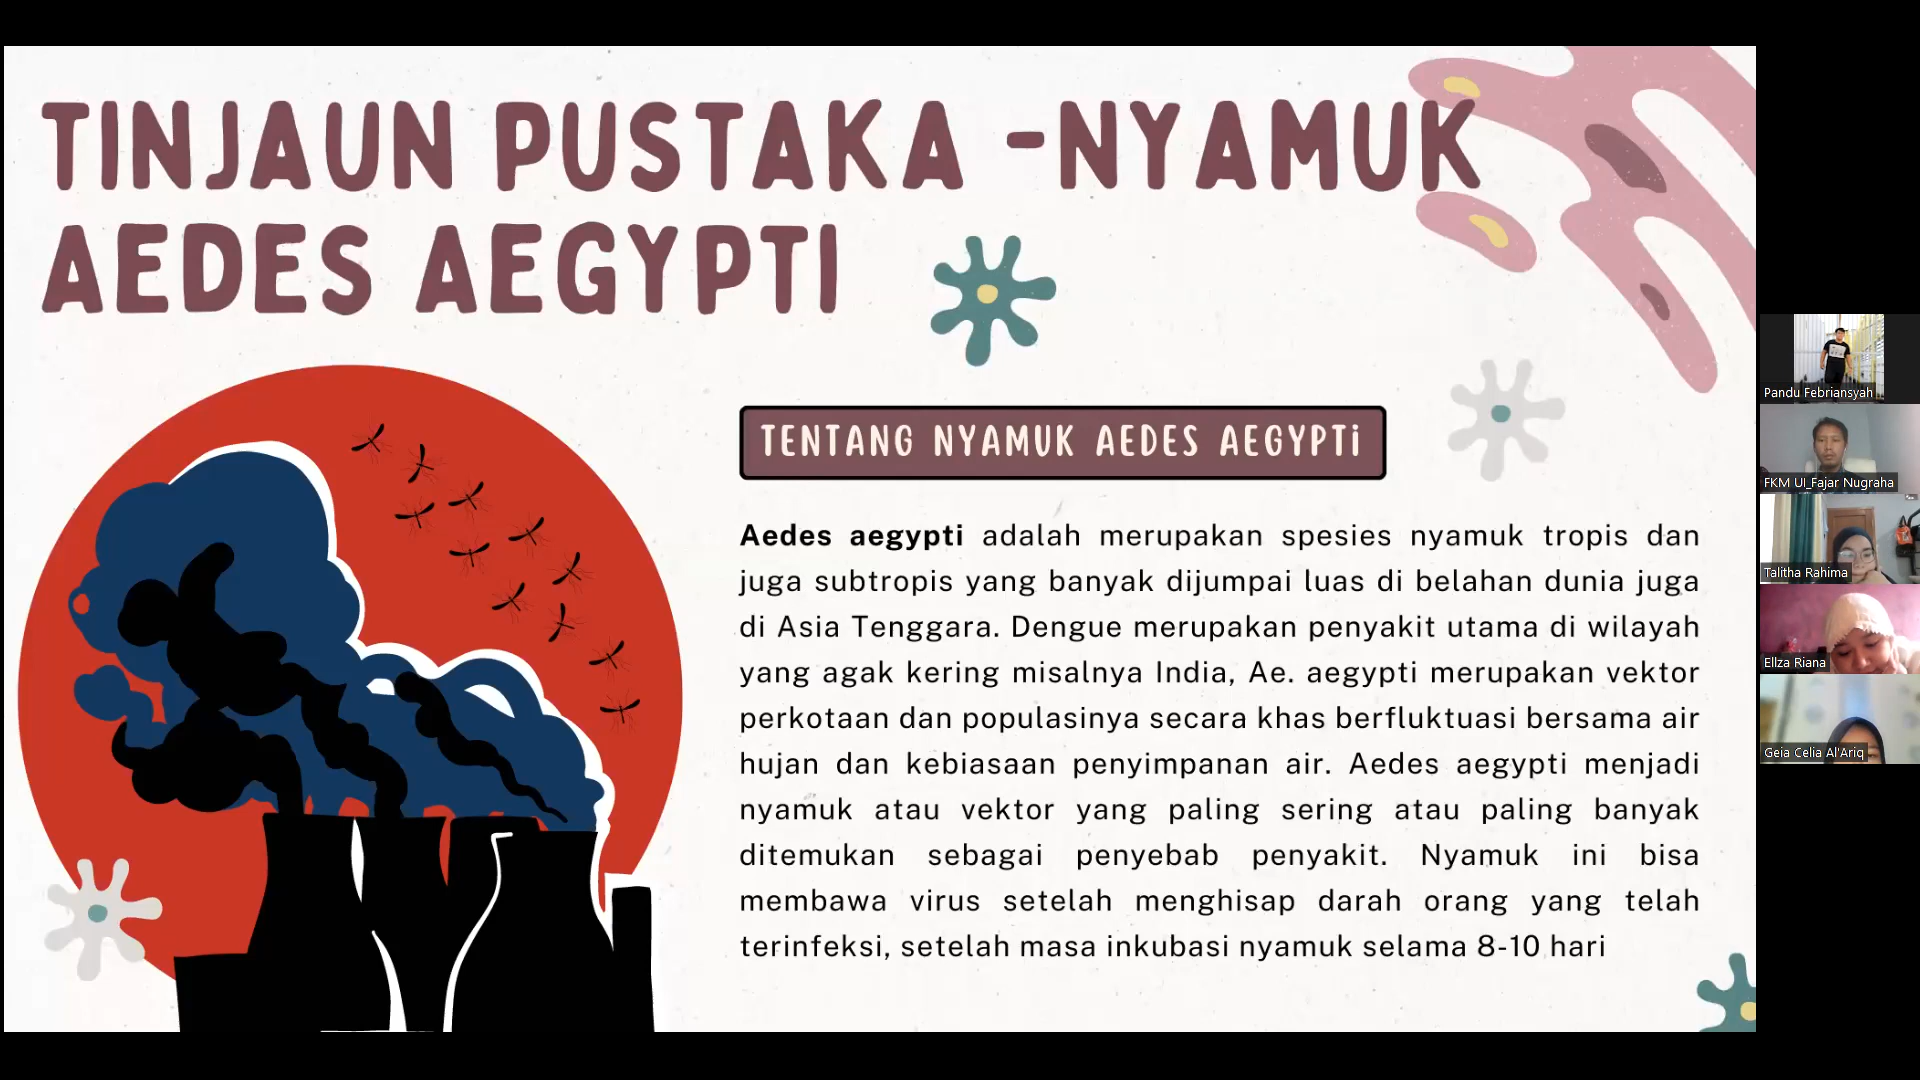 TINJAUN PUSTAKA -NYAMUK
AEDES AEGYPTI
TENTANG NYAMUK AEDES AEGYPTi
Aedes aegypti adalah merupakan spesies nyamuk tropis dan
juga subtropis yang banyak dijumpai luas di belahan dunia juga
di Asia Tenggara. Dengue merupakan penyakit utama di wilayah
yang agak kering misalnya India, Ae. aegypti merupakan vektor
perkotaan dan populasinya secara khas berfluktuasi bersama air
hujan dan kebiasaan penyimpanan air. Aedes aegypti menjadi
nyamuk atau vektor yang paling sering atau paling banyak
ditemukan sebagai penyebab penyakit. Nyamuk ini bisa
membawa virus setelah menghisap darah orang yang telah
terinfeksi, setelah masa inkubasi nyamuk selama 8-10 hari
Pandu Febriansyah
FKM UI_Fajar Nugraha
Talitha Rahima
Ellza Riana
Geia Celia Al'Ariq